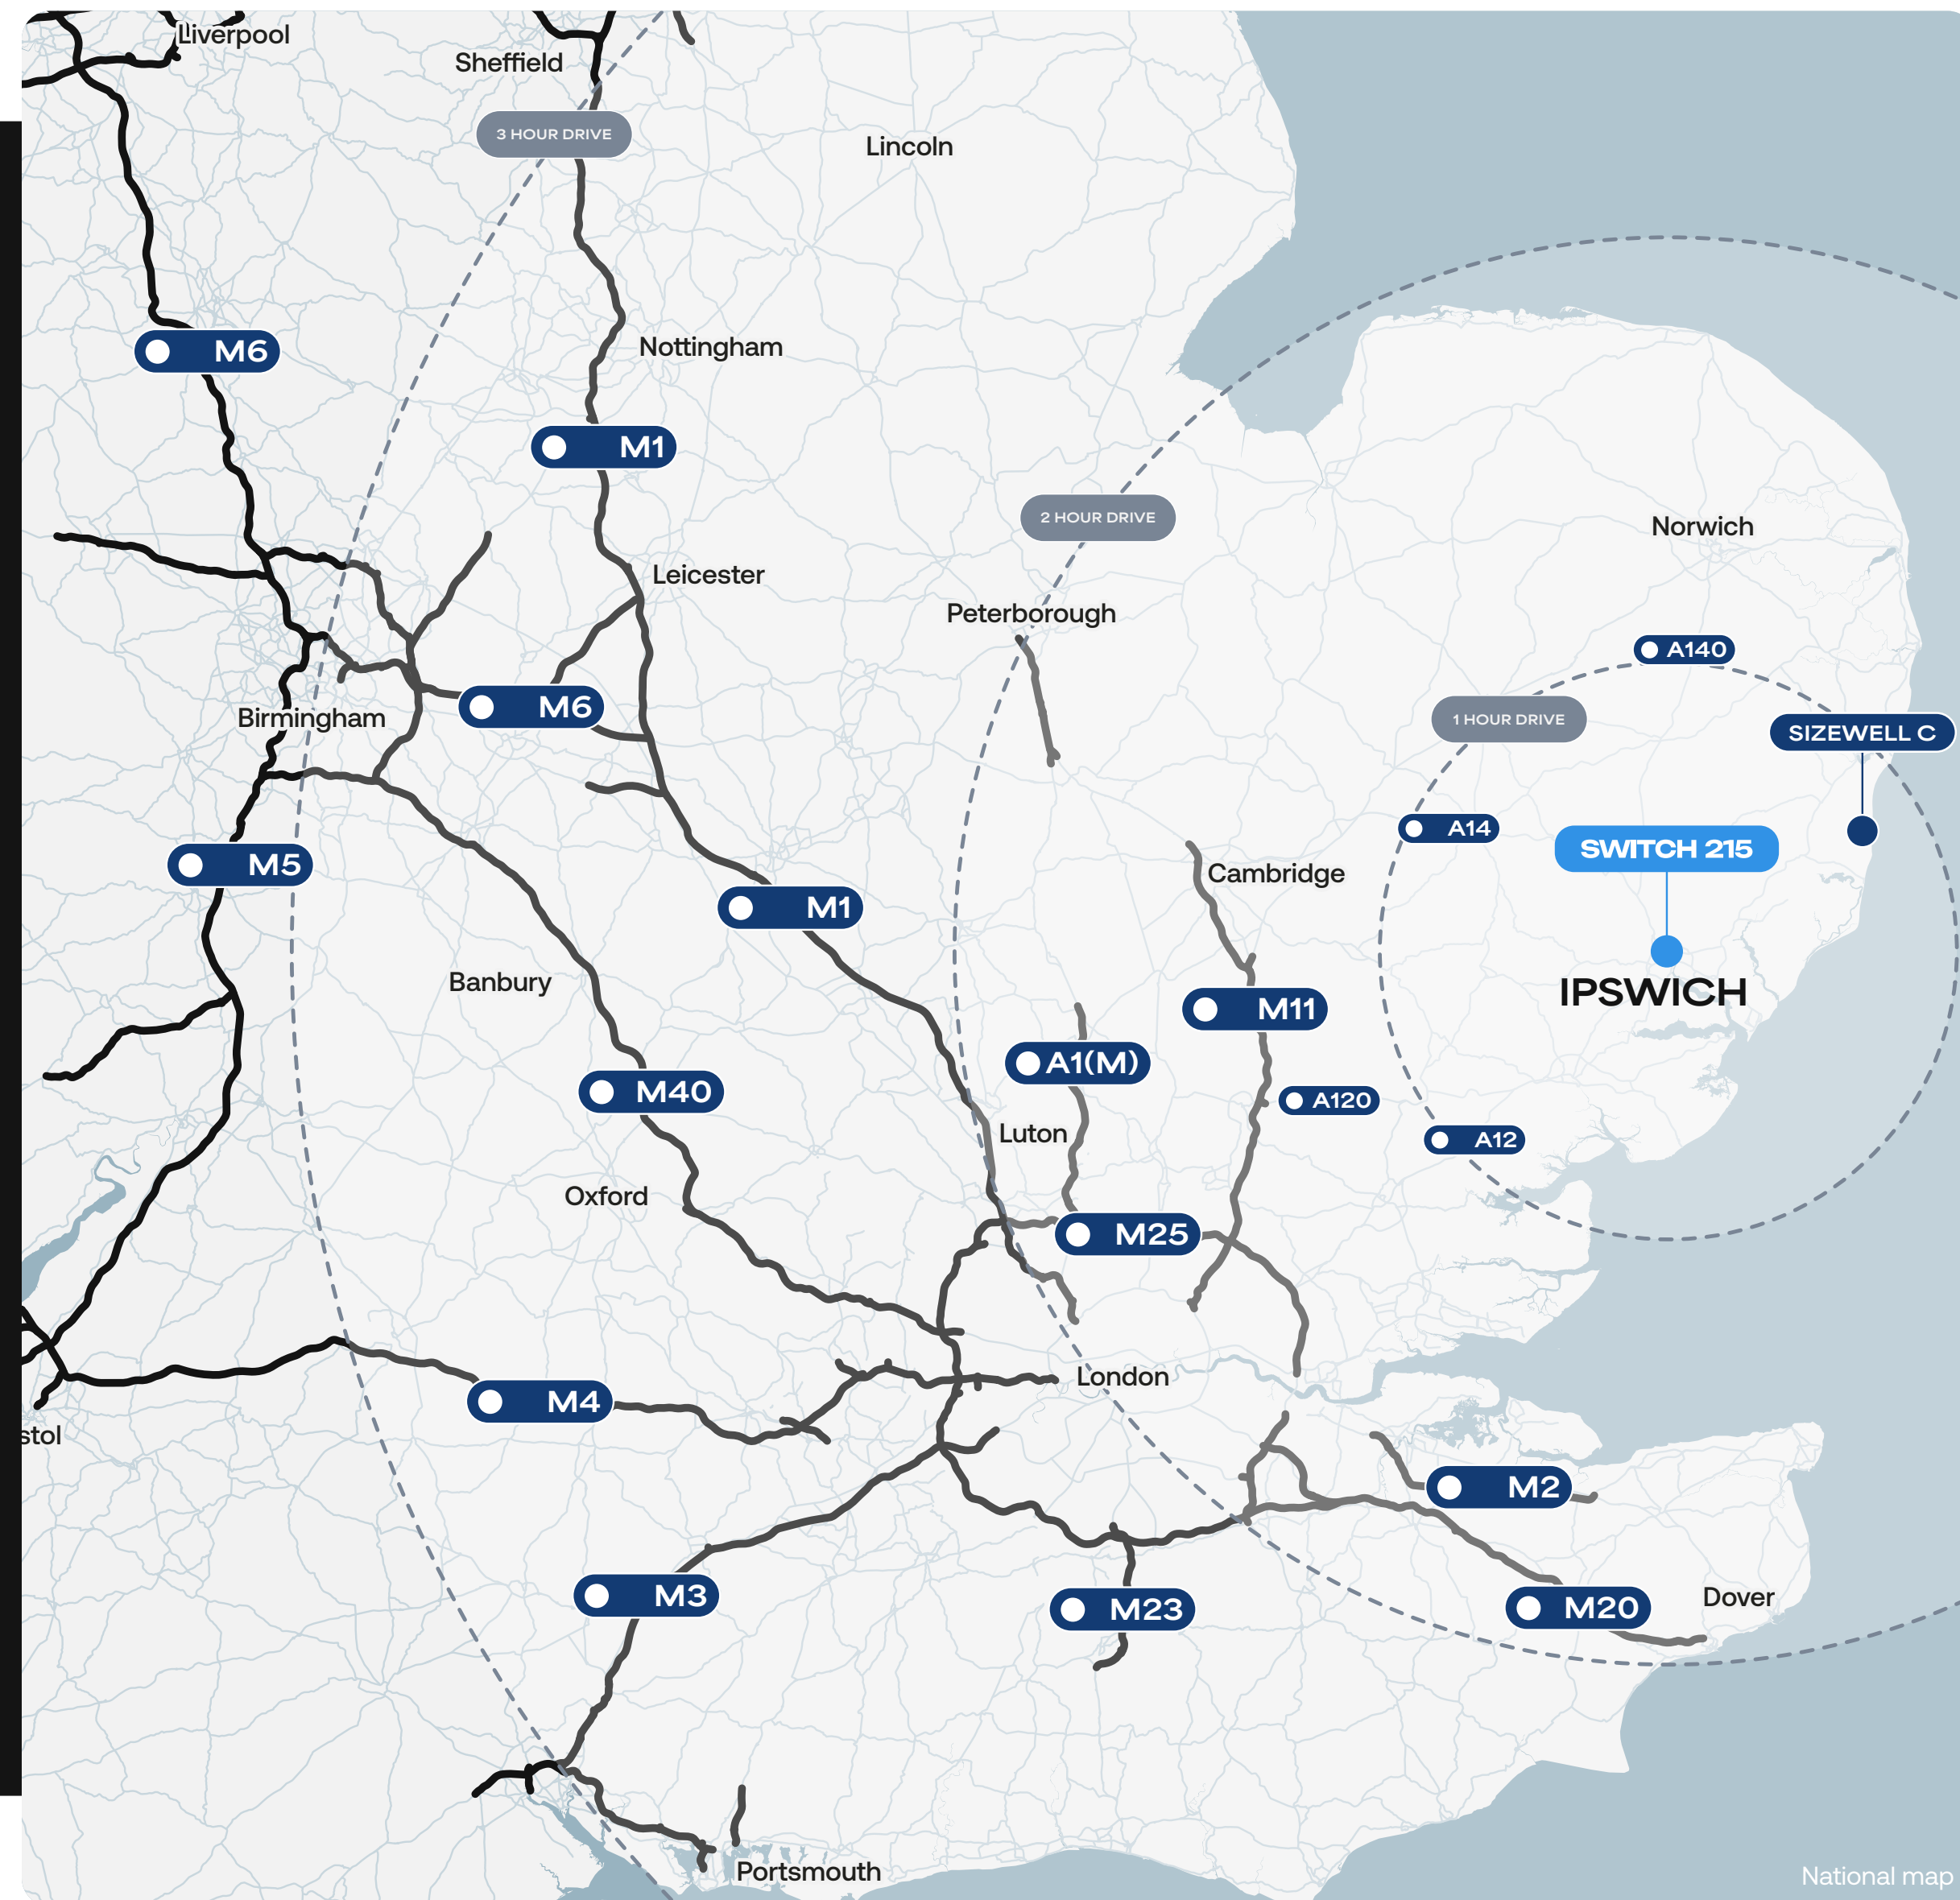 Liverpool
Sheffield
3 HOUR DRIVE
Lincoln
Nottingham
M6
M1
2 HOUR DRIVE
Norwich
Leicester
Peterborough
A140
M6
Birmingham
1 HOUR DRIVE
SIZEWELL C
A14
SWITCH 215
M5
Cambridge
M1
Banbury
IPSWICH
M11
A1(M)
M40
A120
Luton
A12
Oxford
M25
London
M4
stol
M2
M3
M23
M20
Dover
Portsmouth
National map